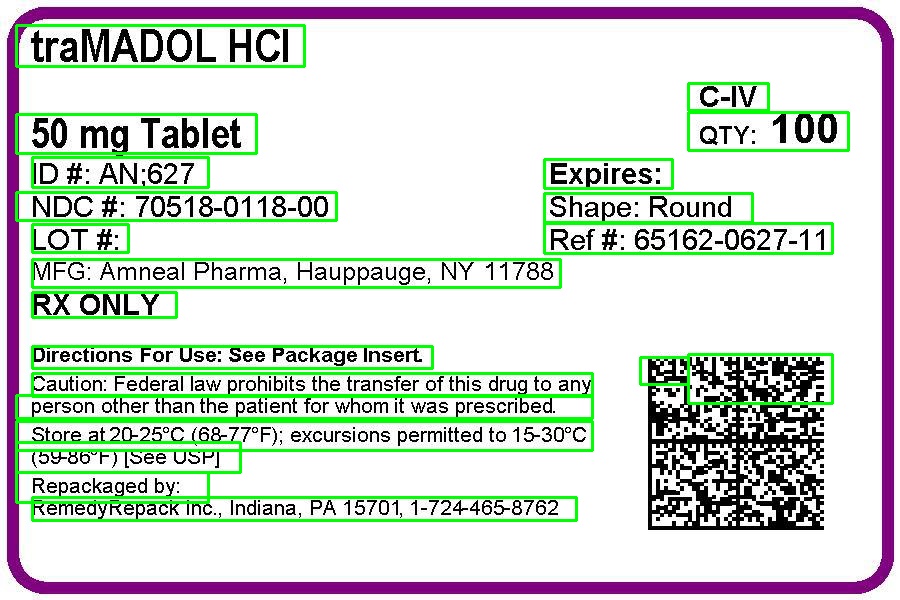 traMADOL HCl
C-IV
50 mg Tablet
QTY: 100
ID #: AN;627
Expires:
NDC #: 70518-0118-00
Shape: Round
LOT #:
Ref #: 65162-0627-11
MFG: Amneal Pharma, Hauppauge, NY 11788
RX ONLY
Directions For Use: See Package Insert.
Caution: Federal law prohibits the transfer of this drug to any
person other than the patient for whom it was prescribed.
Store at 20-25°C (68-77°F); excursions permitted to 15-30°C
(59-86°F) [See USP]
Repackaged by:
RemedyRepack Inc., Indiana, PA 15701, 1-724-465-8762